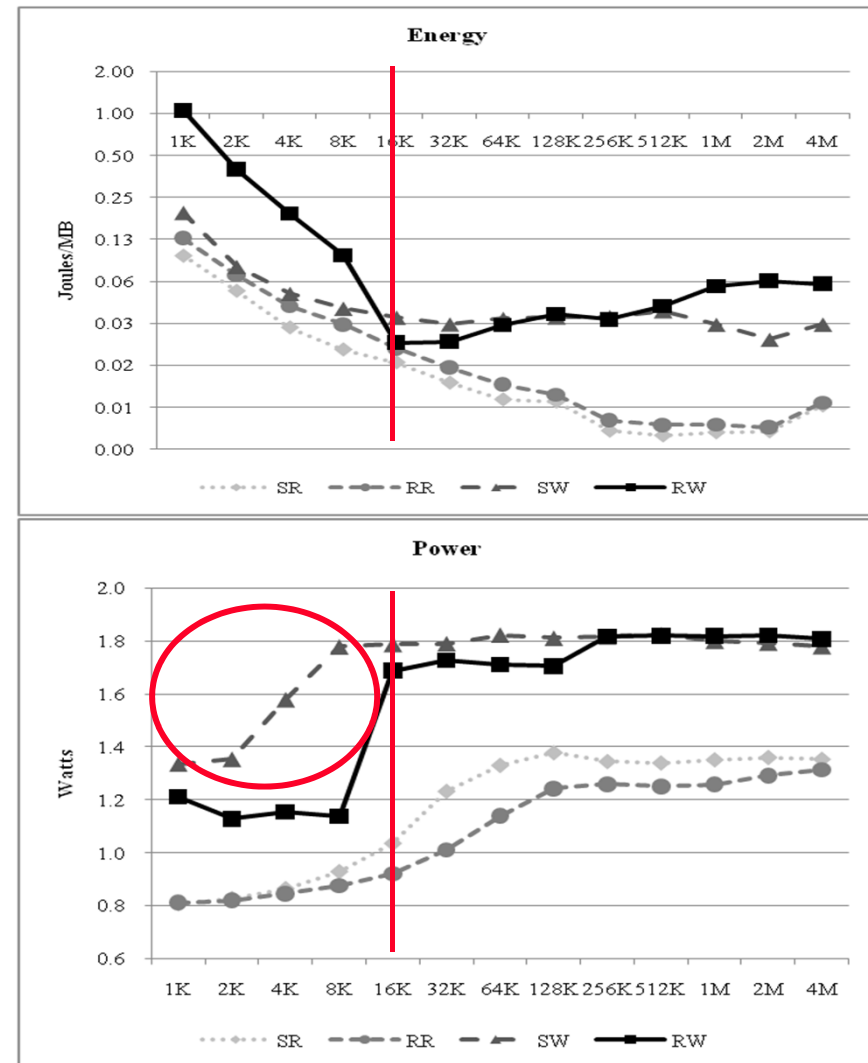 Energy
2.00
1.00
1K 2K 4K 8K 16K 32K 64K 128K 256K 512K 1M 2M 4M
0.50
0.25
0.13
0.06
0.03
0.02
0.01
0.00
Joules/MB
SR RR SW RW
Power
2.0
1.8
1.6
1.4
1.2
1.0
0.8
0.6
Watts
1K 2K 4K 8K 16K 32K 64K 128K 256K 512K 1M 2M 4M
SR RR SW RW